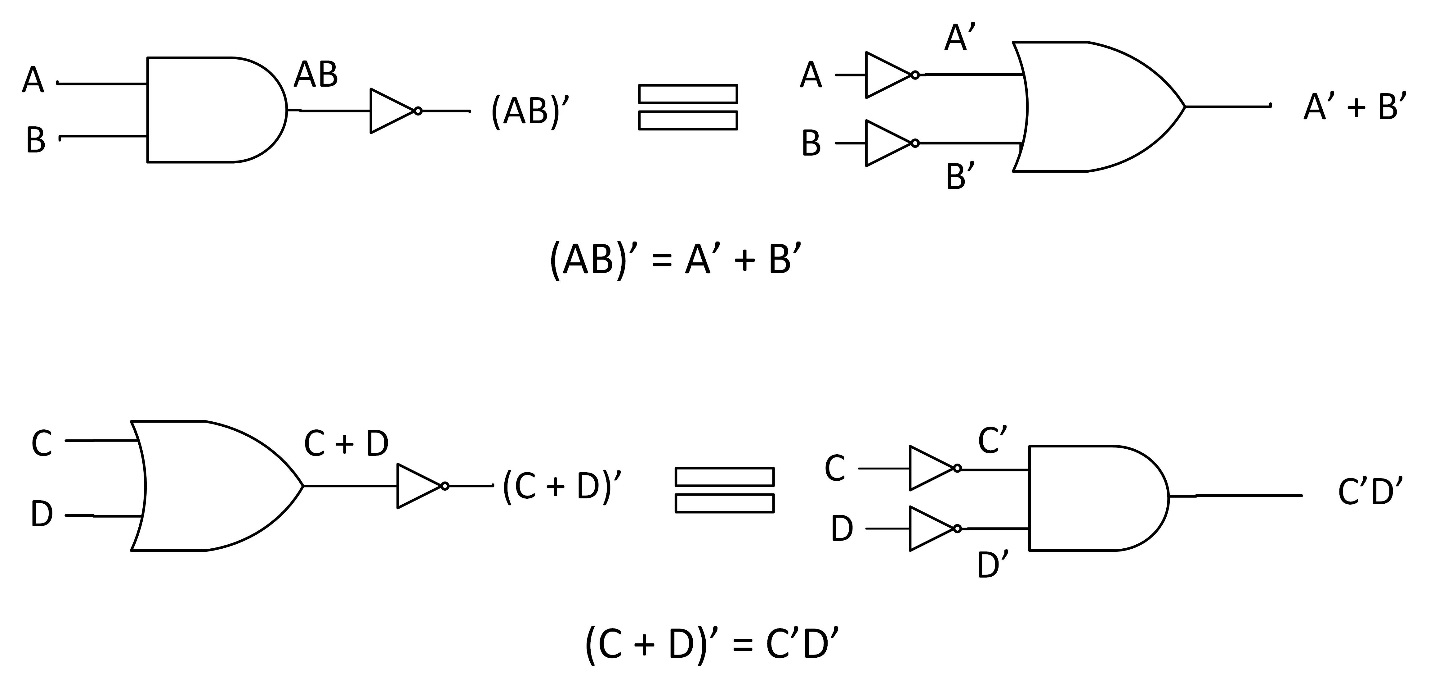 A
B
AB
(AB)’
A
B
A’
B’
A’ + B’
(AB)’ = A’ + B’
C
D
C + D
(C + D)’
C
D
C’
D’
C’D’
(C + D)’ = C’D’